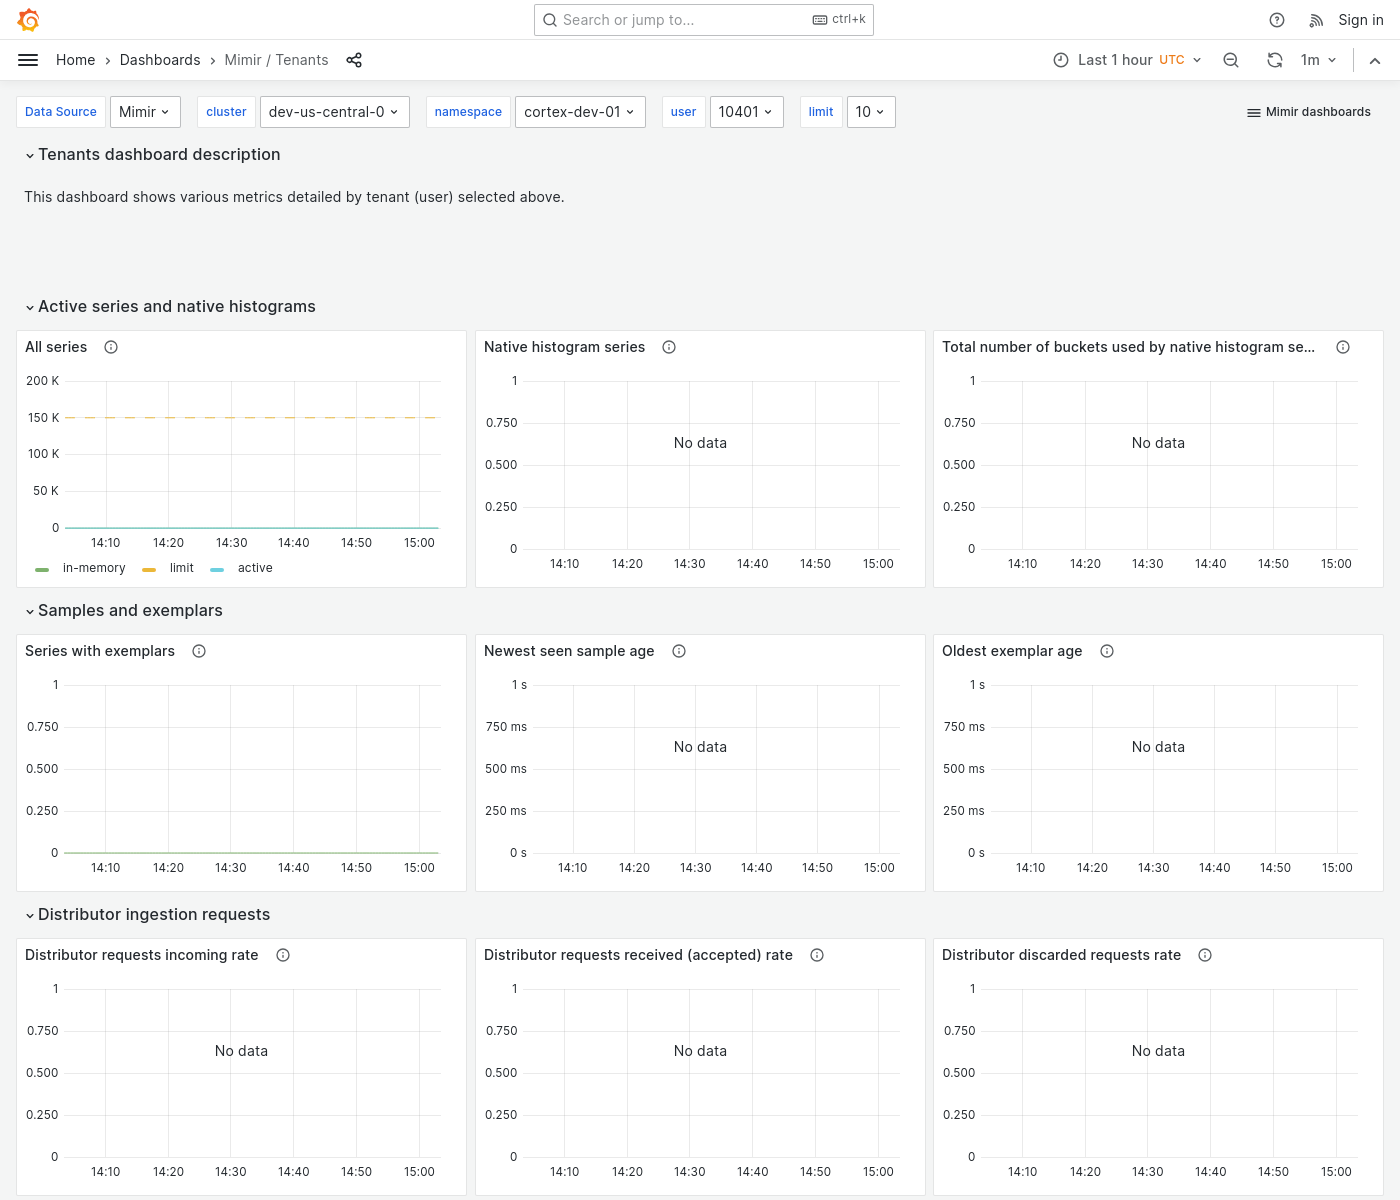 Search or jump to...
ctrl+k
Sign in
Home › Dashboards › Mimir / Tenants
Last 1 hour UTC
1m
Data Source Mimir cluster dev-us-central-0 namespace cortex-dev-01 user 10401 limit 10 Mimir dashboards
Tenants dashboard description
This dashboard shows various metrics detailed by tenant (user) selected above.
Active series and native histograms
All series
200 K
150 K
100 K
50 K
0
14:10 14:20 14:30 14:40 14:50 15:00
in-memory limit active
Native histogram series
1
0.750
No data
0.500
0.250
0
14:10 14:20 14:30 14:40 14:50 15:00
Total number of buckets used by native histogram se...
1
0.750
No data
0.500
0.250
0
14:10 14:20 14:30 14:40 14:50 15:00
Samples and exemplars
Series with exemplars
1
0.750
0.500
0.250
0
14:10 14:20 14:30 14:40 14:50 15:00
Newest seen sample age
1 s
750 ms
No data
500 ms
250 ms
0 s
14:10 14:20 14:30 14:40 14:50 15:00
Oldest exemplar age
1 s
750 ms
No data
500 ms
250 ms
0 s
14:10 14:20 14:30 14:40 14:50 15:00
Distributor ingestion requests
Distributor requests incoming rate
1
0.750
No data
0.500
0.250
0
14:10 14:20 14:30 14:40 14:50 15:00
Distributor requests received (accepted) rate
1
0.750
No data
0.500
0.250
0
14:10 14:20 14:30 14:40 14:50 15:00
Distributor discarded requests rate
1
0.750
No data
0.500
0.250
0
14:10 14:20 14:30 14:40 14:50 15:00